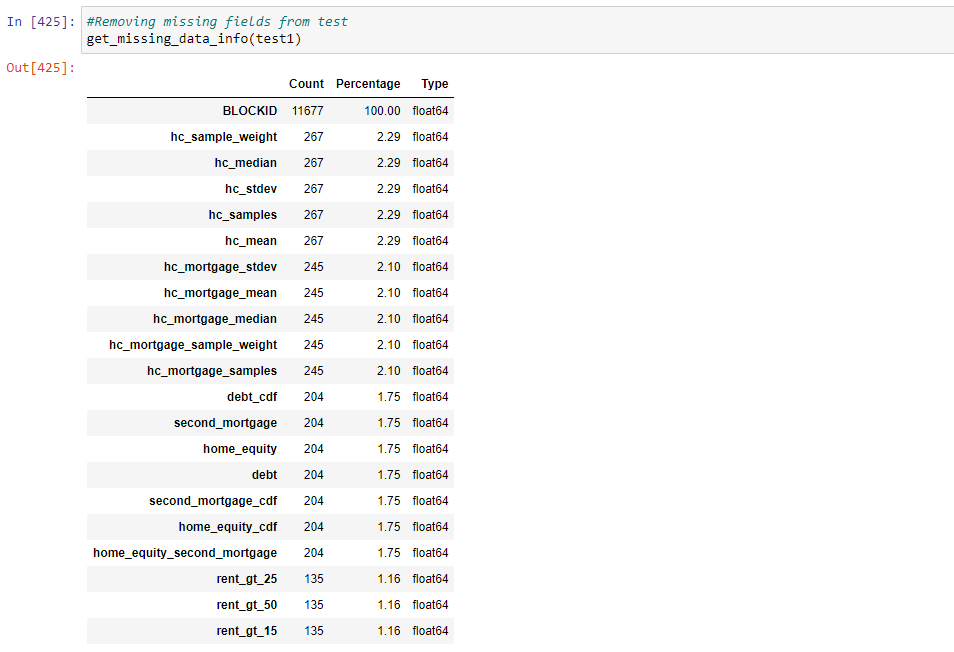 In [425]: #Removing missing fields from test
get_missing_data_info(test1)
Out[425]:
Count Percentage Type
BLOCKID 11677 100.00 float64
hc_sample_weight 267 2.29 float64
hc_median 267 2.29 float64
hc_stdev 267 2.29 float64
hc_samples 267 2.29 float64
hc_mean 267 2.29 float64
hc_mortgage_stdev 245 2.10 float64
hc_mortgage_mean 245 2.10 float64
hc_mortgage_median 245 2.10 float64
hc_mortgage_sample_weight 245 2.10 float64
hc_mortgage_samples 245 2.10 float64
debt_cdf 204 1.75 float64
second_mortgage 204 1.75 float64
home_equity 204 1.75 float64
debt 204 1.75 float64
second_mortgage_cdf 204 1.75 float64
home_equity_cdf 204 1.75 float64
home_equity_second_mortgage 204 1.75 float64
rent_gt_25 135 1.16 float64
rent_gt_50 135 1.16 float64
rent_gt_15 135 1.16 float64